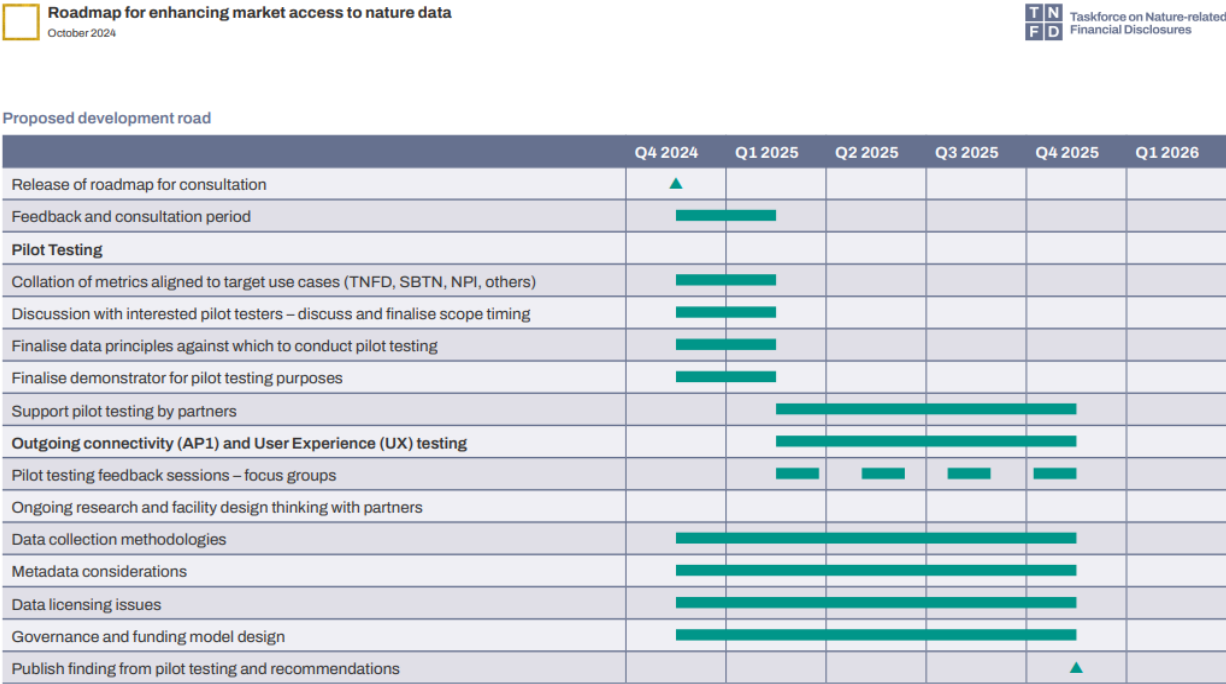 Roadmap for enhancing market access to nature data
October 2024
T N
F D
Taskforce on Nature-related
Financial Disclosures
Proposed development road
Q4 2024 Q1 2025 Q2 2025 Q3 2025 Q4 2025 Q1 2026
Release of roadmap for consultation
Feedback and consultation period
Pilot Testing
Collation of metrics aligned to target use cases (TNFD, SBTN, NPI, others)
Discussion with interested pilot testers – discuss and finalise scope timing
Finalise data principles against which to conduct pilot testing
Finalise demonstrator for pilot testing purposes
Support pilot testing by partners
Outgoing connectivity (AP1) and User Experience (UX) testing
Pilot testing feedback sessions – focus groups
Ongoing research and facility design thinking with partners
Data collection methodologies
Metadata considerations
Data licensing issues
Governance and funding model design
Publish finding from pilot testing and recommendations